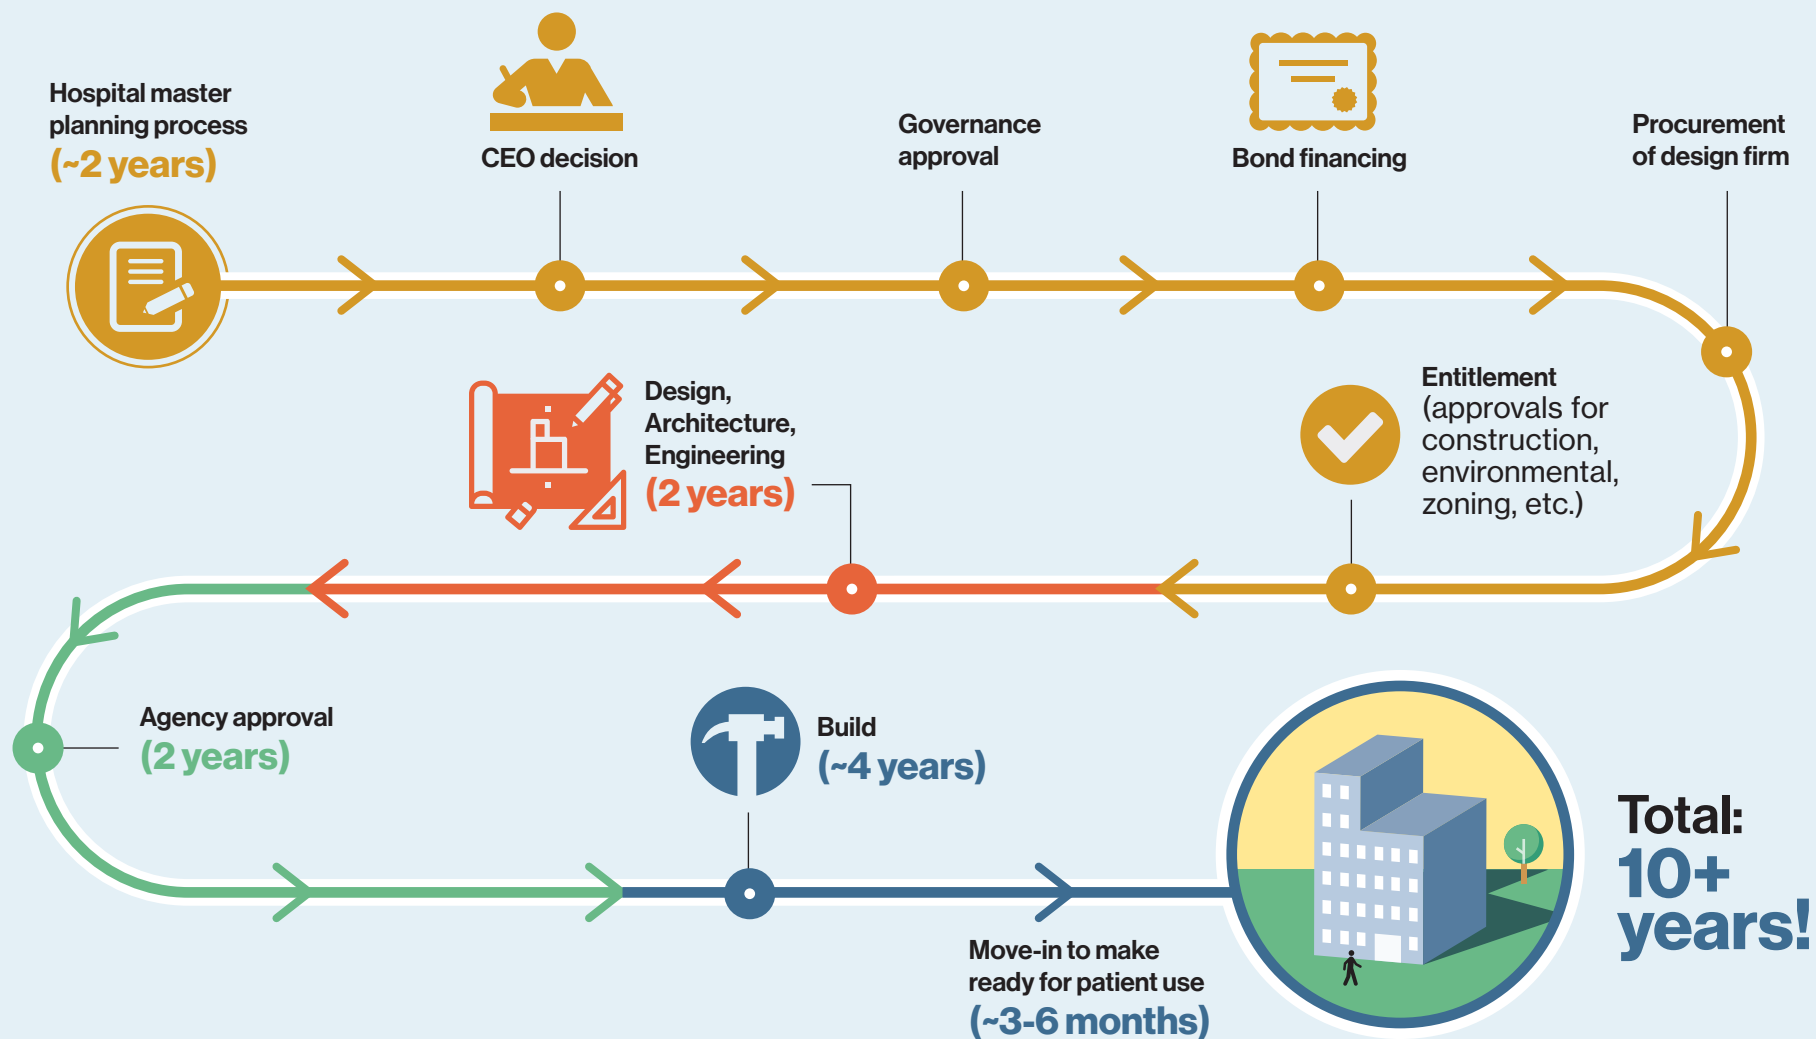 Hospital master
planning process
(~2 years)
CEO decision
Governance
approval
Bond financing
Procurement
of design firm
Entitlement
(approvals for
construction,
environmental,
zoning, etc.)
Design,
Architecture,
Engineering
(2 years)
Agency approval
(2 years)
Build
(~4 years)
Move-in to make
ready for patient use
(~3-6 months)
Total:
10+
years!